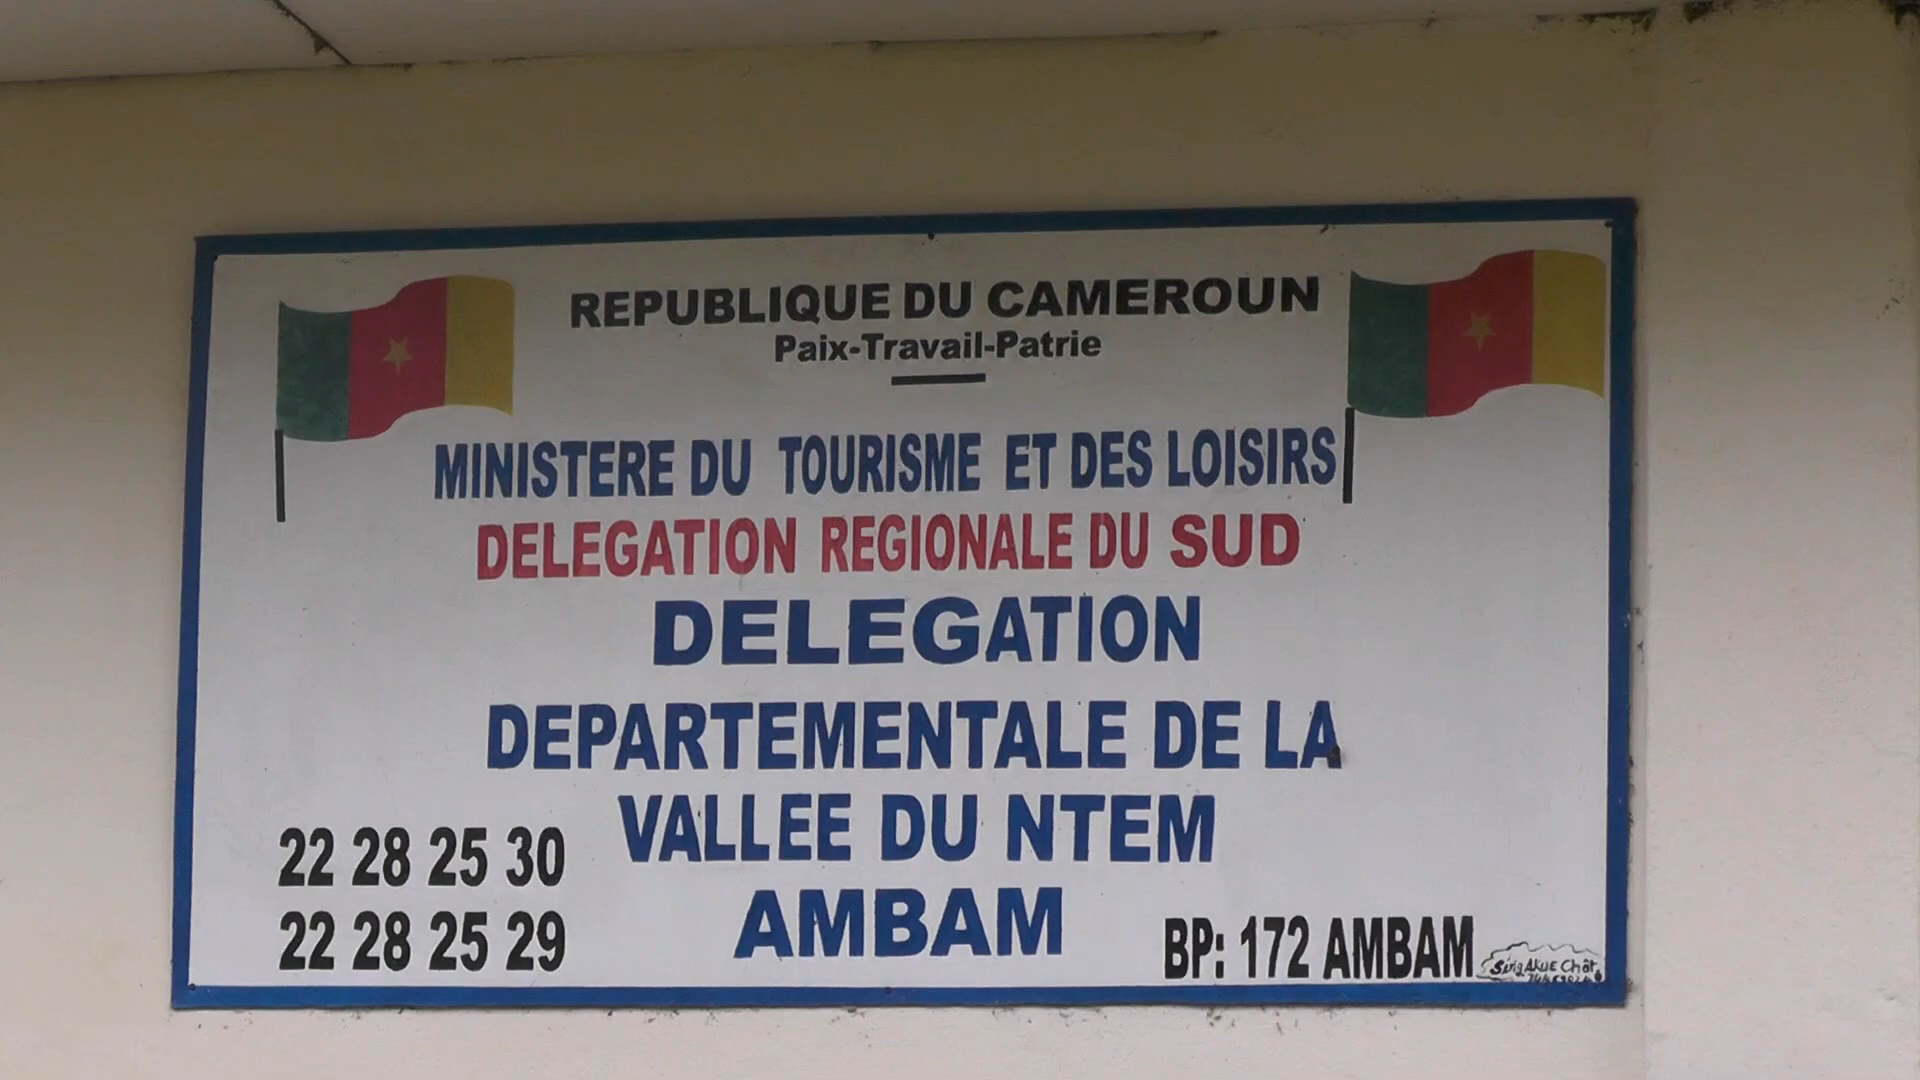 REPUBLIQUE DU CAMEROUN
Paix-Travail-Patrie
MINISTERE DU TOURISME ET DES LOISIRS
DELEGATION REGIONALE DU SUD
DELEGATION
DEPARTEMENTALE DE LA
VALLEE DU NTEM
AMBAM
22 28 25 30
22 28 25 29
BP: 172 AMBAM